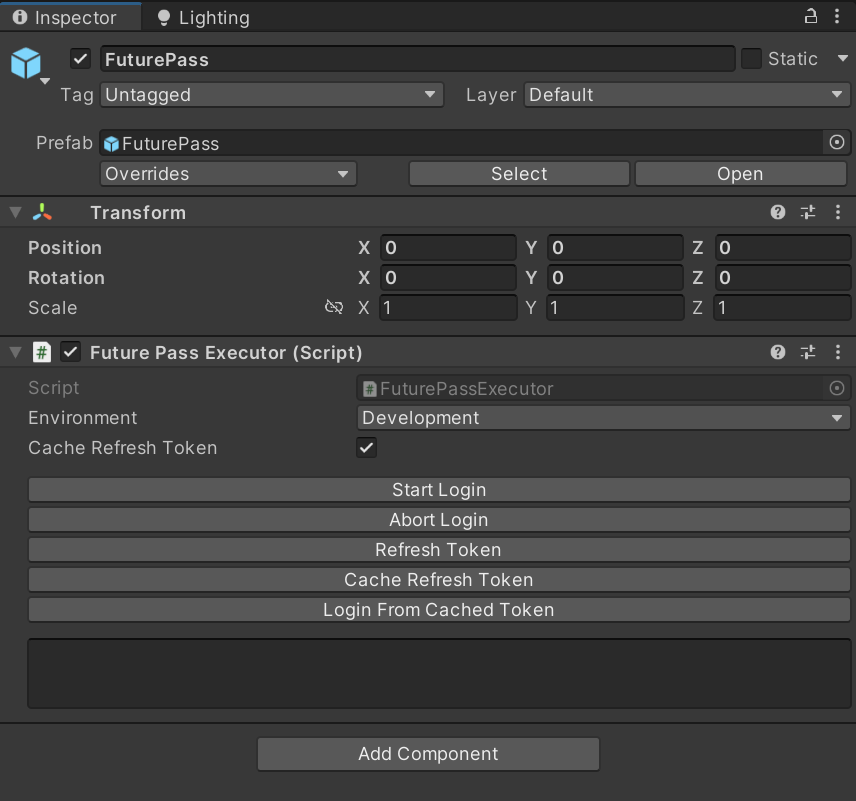 Inspector Lighting
FuturePass Static
Tag Untagged Layer Default
Prefab FuturePass
Overrides Select Open
Transform
Position X 0 Y 0 Z 0
Rotation X 0 Y 0 Z 0
Scale X 1 Y 1 Z 1
# Future Pass Executor (Script)
Script # FuturePassExecutor
Environment Development
Cache Refresh Token
Start Login
Abort Login
Refresh Token
Cache Refresh Token
Login From Cached Token
Add Component